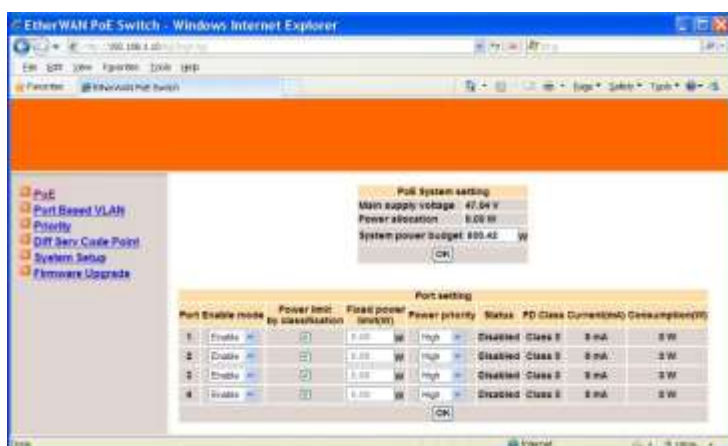 EtherWAN PoE Switch - Windows Internet Explorer
File Edit View Favorites Tools Help
Favorites EtherWAN PoE Switch
Page Safety Tools
PoE
Port Based VLAN
Priority
Diff Serv Code Point
System Setup
Firmware Upgrade
PoE System setting
Main supply voltage 47.04 V
Power allocation 0.00 W
System power budget W
OK
Port setting
Port Enable mode Power limit by classification Fixed power limit(W) Power priority Status PD Class Current(mA) Consumption(W)
1 Enable W High Disabled Class 0 0 mA 0 W
2 Enable W High Disabled Class 0 0 mA 0 W
3 Enable W High Disabled Class 0 0 mA 0 W
4 Enable W High Disabled Class 0 0 mA 0 W
OK
Done Internet